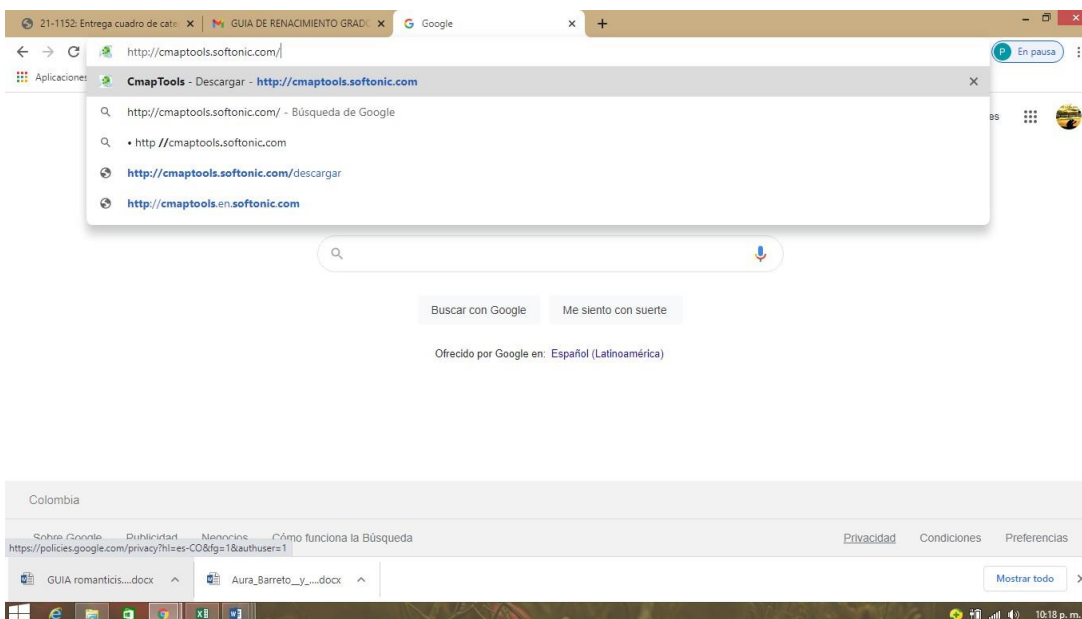 21-1152: Entrega cuadro de cate
GUIA DE RENACIMIENTO GRADO
Google
http://cmaptools.softonic.com/
En pausa
P
Aplicaciones
CmapTools - Descargar - http://cmaptools.softonic.com
http://cmaptools.softonic.com/ - Búsqueda de Google
es
• http //cmaptools.softonic.com
http://cmaptools.softonic.com/descargar
http://cmaptools.en.softonic.com
Buscar con Google Me siento con suerte
Ofrecido por Google en: Español (Latinoamérica)
Colombia
Sobre Google Publicidad Negocios Cómo funciona la Búsqueda Privacidad Condiciones Preferencias
https://policies.google.com/privacy?hl=es-CO&fg=1&authuser=1
GUIA romanticis....docx Aura_Barreto__y_....docx Mostrar todo
10:18 p. m.